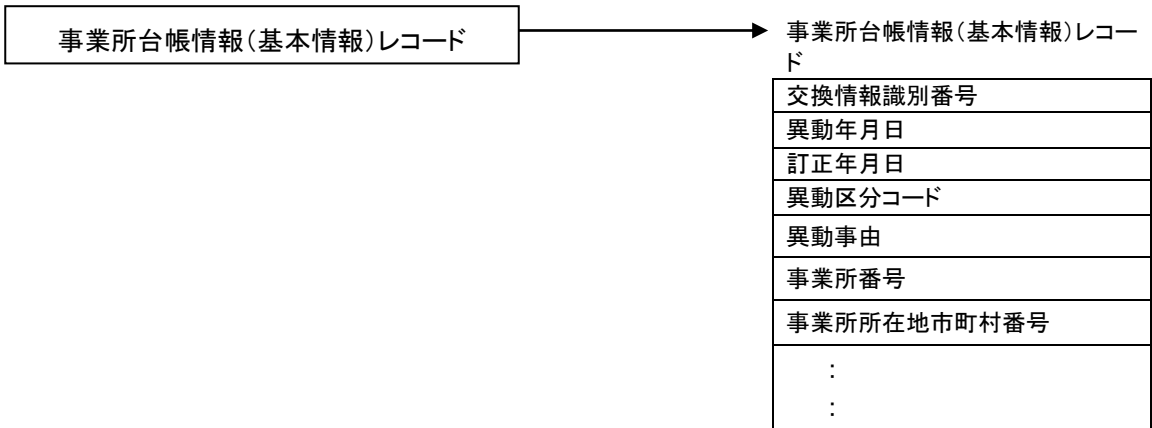 事業所台帳情報(基本情報)レコード
事業所台帳情報(基本情報)レコー
ド
交換情報識別番号
異動年月日
訂正年月日
異動区分コード
異動事由
事業所番号
事業所所在地市町村番号
:
: